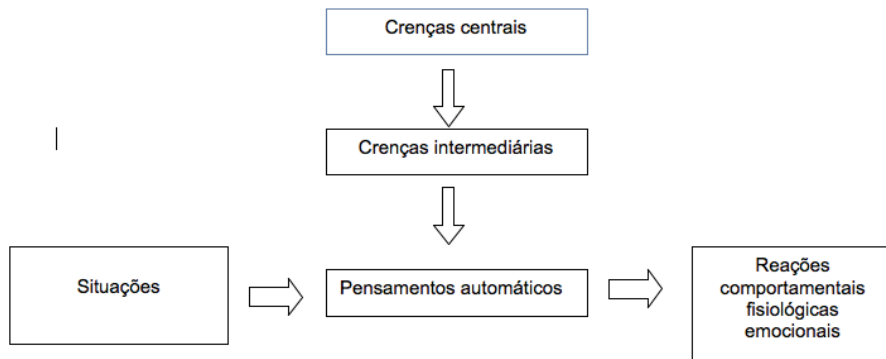 Crenças centrais
Crenças intermediárias
Situações
Pensamentos automáticos
Reações
comportamentais
fisiológicas
emocionais